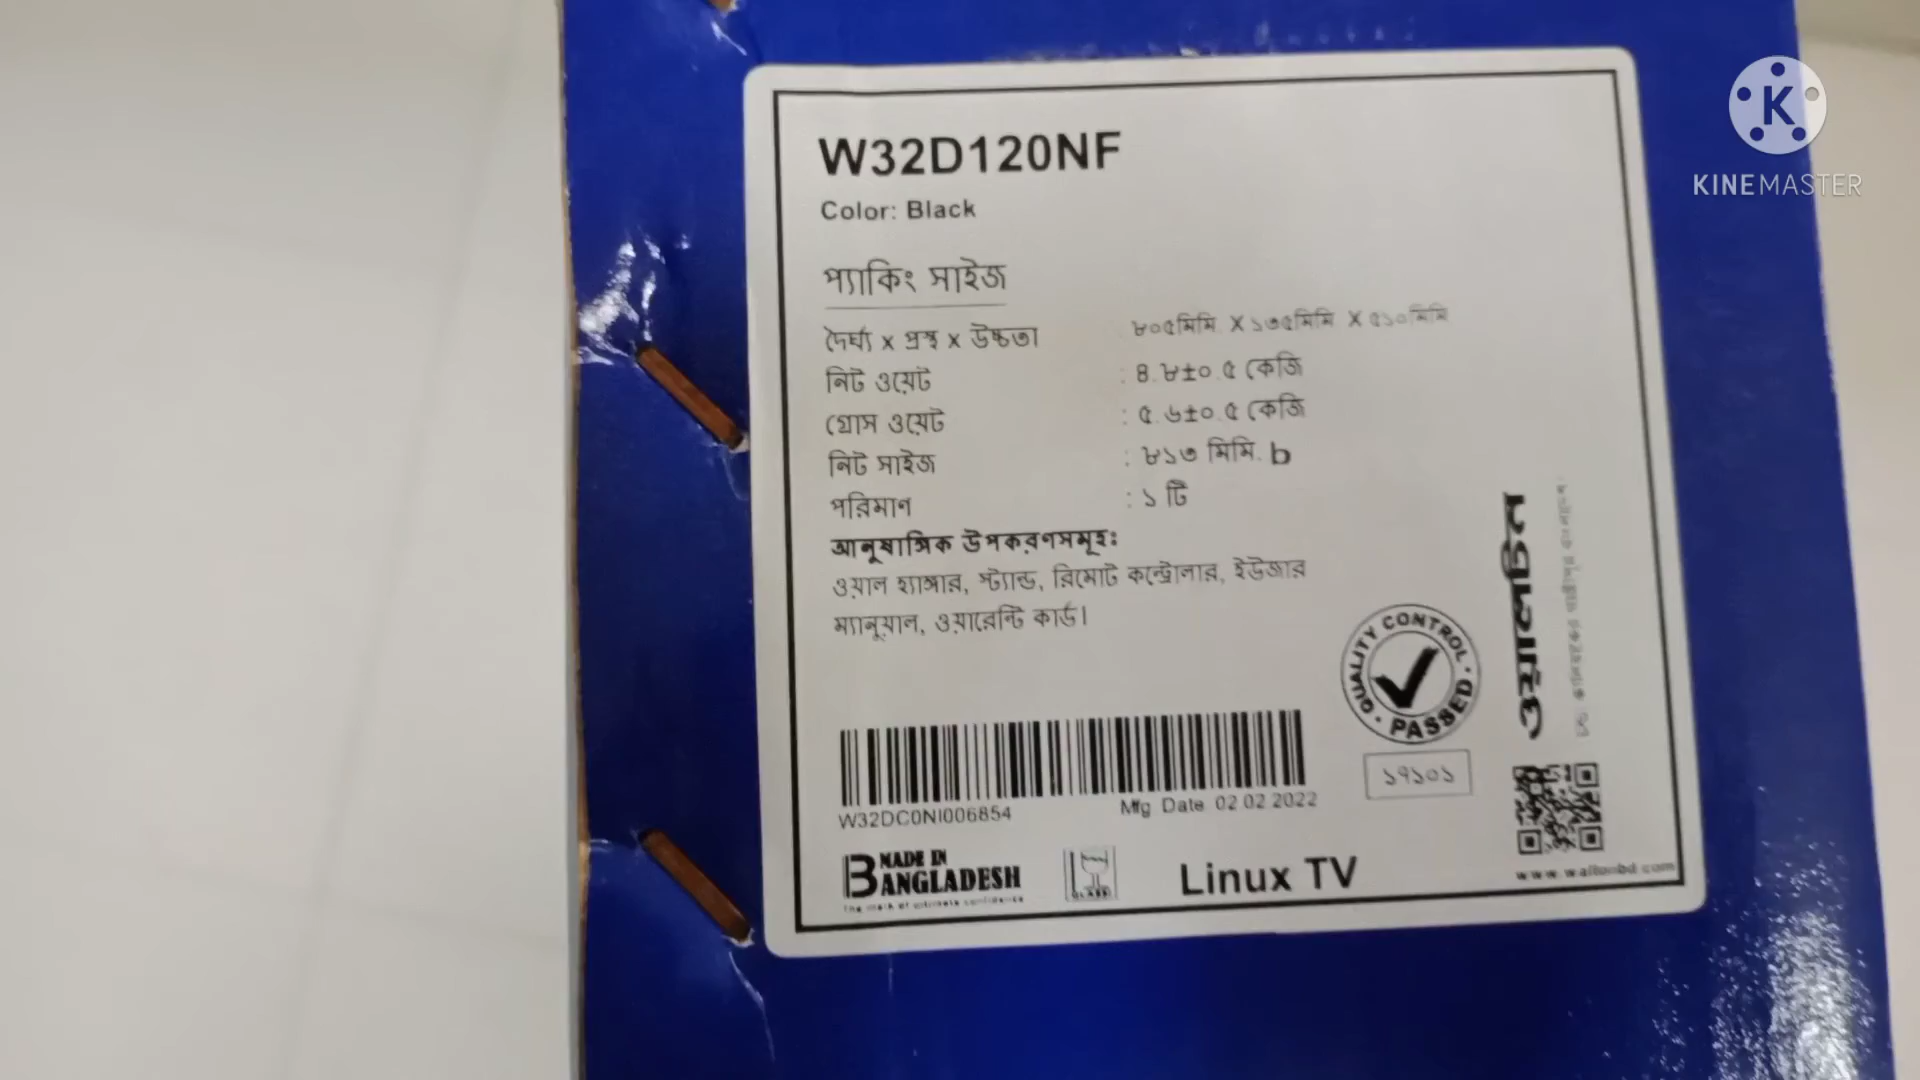 W32D120NF
Color: Black
প্যাকিং সাইজ
দৈর্ঘ্য x প্রস্থ x উচ্চতা : ৮০৫মিমি. X ১৩৫মিমি X ৫১০মিমি
নিট ওয়েট : ৪.৮±০.৫ কেজি
গ্রোস ওয়েট : ৫.৬±০.৫ কেজি
নিট সাইজ : ৮১৩ মিমি. b
পরিমাণ : ১ টি
আনুষাঙ্গিক উপকরণসমূহঃ
ওয়াল হ্যাঙ্গার, স্ট্যান্ড, রিমোট কন্ট্রোলার, ইউজার
ম্যানুয়াল, ওয়ারেন্টি কার্ড।
W32DC0NI006854 Mfg Date 02 02 2022
MADE IN
BANGLADESH
GLASS
Linux TV
QUALITY CONTROL
PASSED
১৭১০১
ওয়ালটন
www.waltonbd.com
K
KINEMASTER